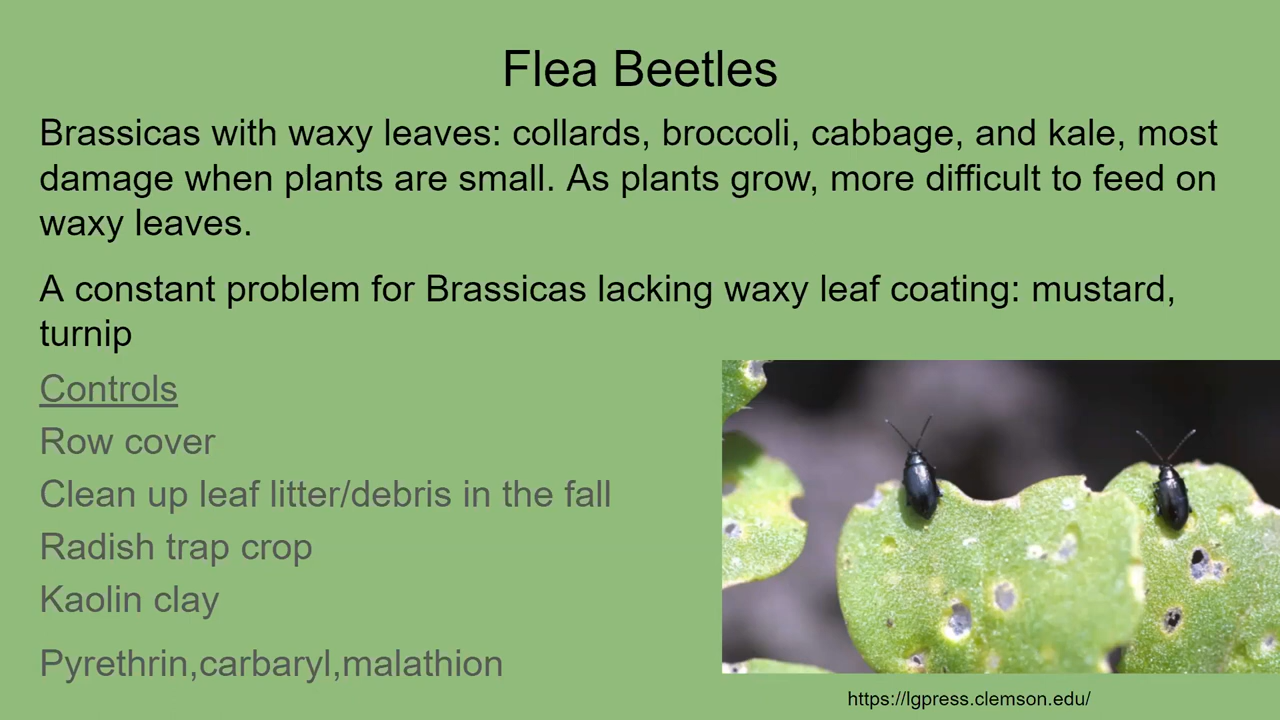 Flea Beetles
Brassicas with waxy leaves: collards, broccoli, cabbage, and kale, most
damage when plants are small. As plants grow, more difficult to feed on
waxy leaves.
A constant problem for Brassicas lacking waxy leaf coating: mustard,
turnip
Controls
Row cover
Clean up leaf litter/debris in the fall
Radish trap crop
Kaolin clay
Pyrethrin,carbaryl,malathion
https://lgpress.clemson.edu/